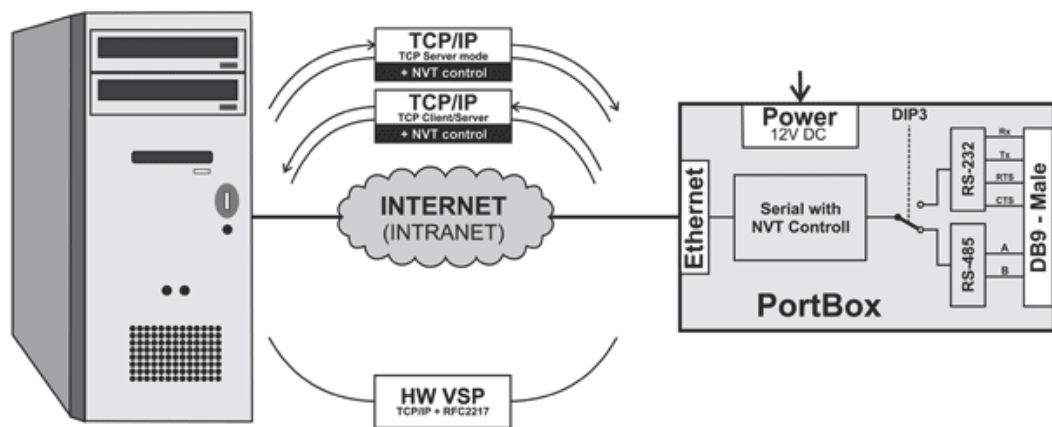 TCP/IP
TCP Server mode
+ NVT control
TCP/IP
TCP Client/Server
+ NVT control
INTERNET
(INTRANET)
HW VSP
TCP/IP + RFC2217
Power
12V DC
DIP3
Ethernet
Serial with
NVT Controll
RS-232
Rx
Tx
RTS
CTS
RS-485
A
B
DB9 - Male
PortBox